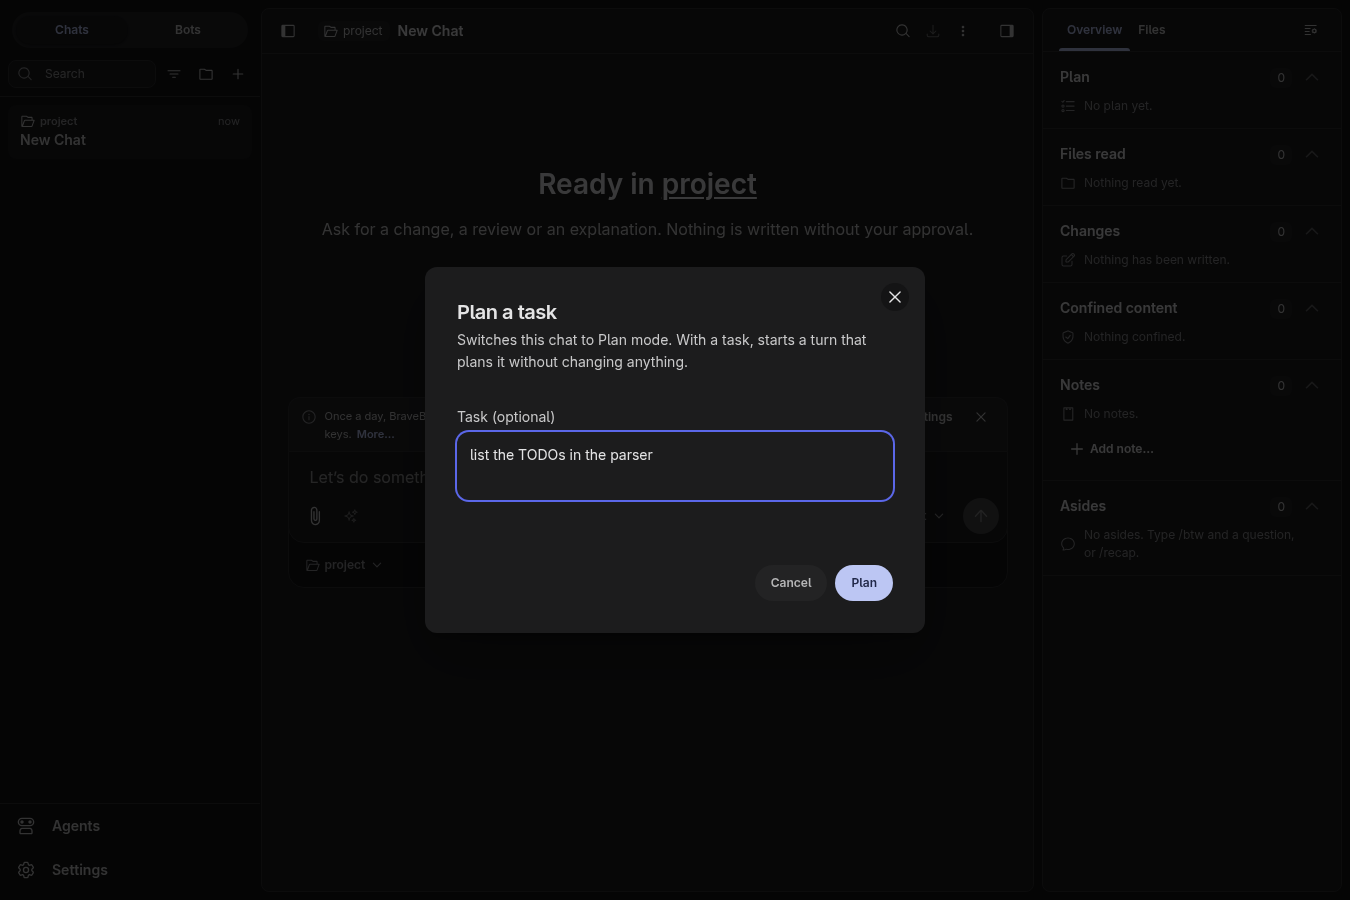 Chats
Bots
Search
project
now
New Chat
Agents
Settings
project
New Chat
Ready in project
Ask for a change, a review or an explanation. Nothing is written without your approval.
Once a day,
keys. More...
Let's do
project
Plan a task
Switches this chat to Plan mode. With a task, starts a turn that
plans it without changing anything.
Task (optional)
list the TODOs in the parser
Cancel
Plan
Overview
Files
Plan
0
No plan yet.
Files read
0
Nothing read yet.
Changes
0
Nothing has been written.
Confined content
0
Nothing confined.
Notes
0
No notes.
Add note...
Asides
0
No asides. Type /btw and a question,
or /recap.